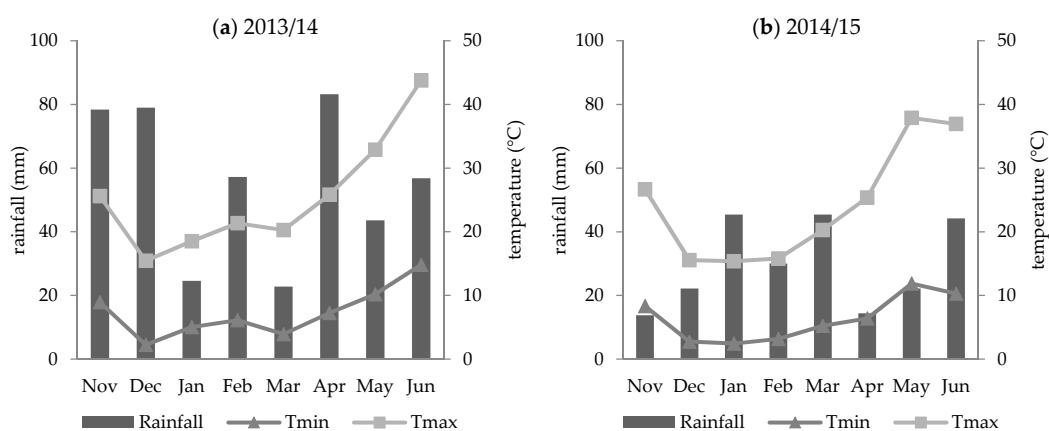 (a) 2013/14
100
80
60
40
20
0
rainfall (mm)
50
40
30
20
10
0
temperature (°C)
Nov Dec Jan Feb Mar Apr May Jun
Rainfall Tmin Tmax
(b) 2014/15
100
80
60
40
20
0
rainfall (mm)
50
40
30
20
10
0
temperature (°C)
Nov Dec Jan Feb Mar Apr May Jun
Rainfall Tmin Tmax